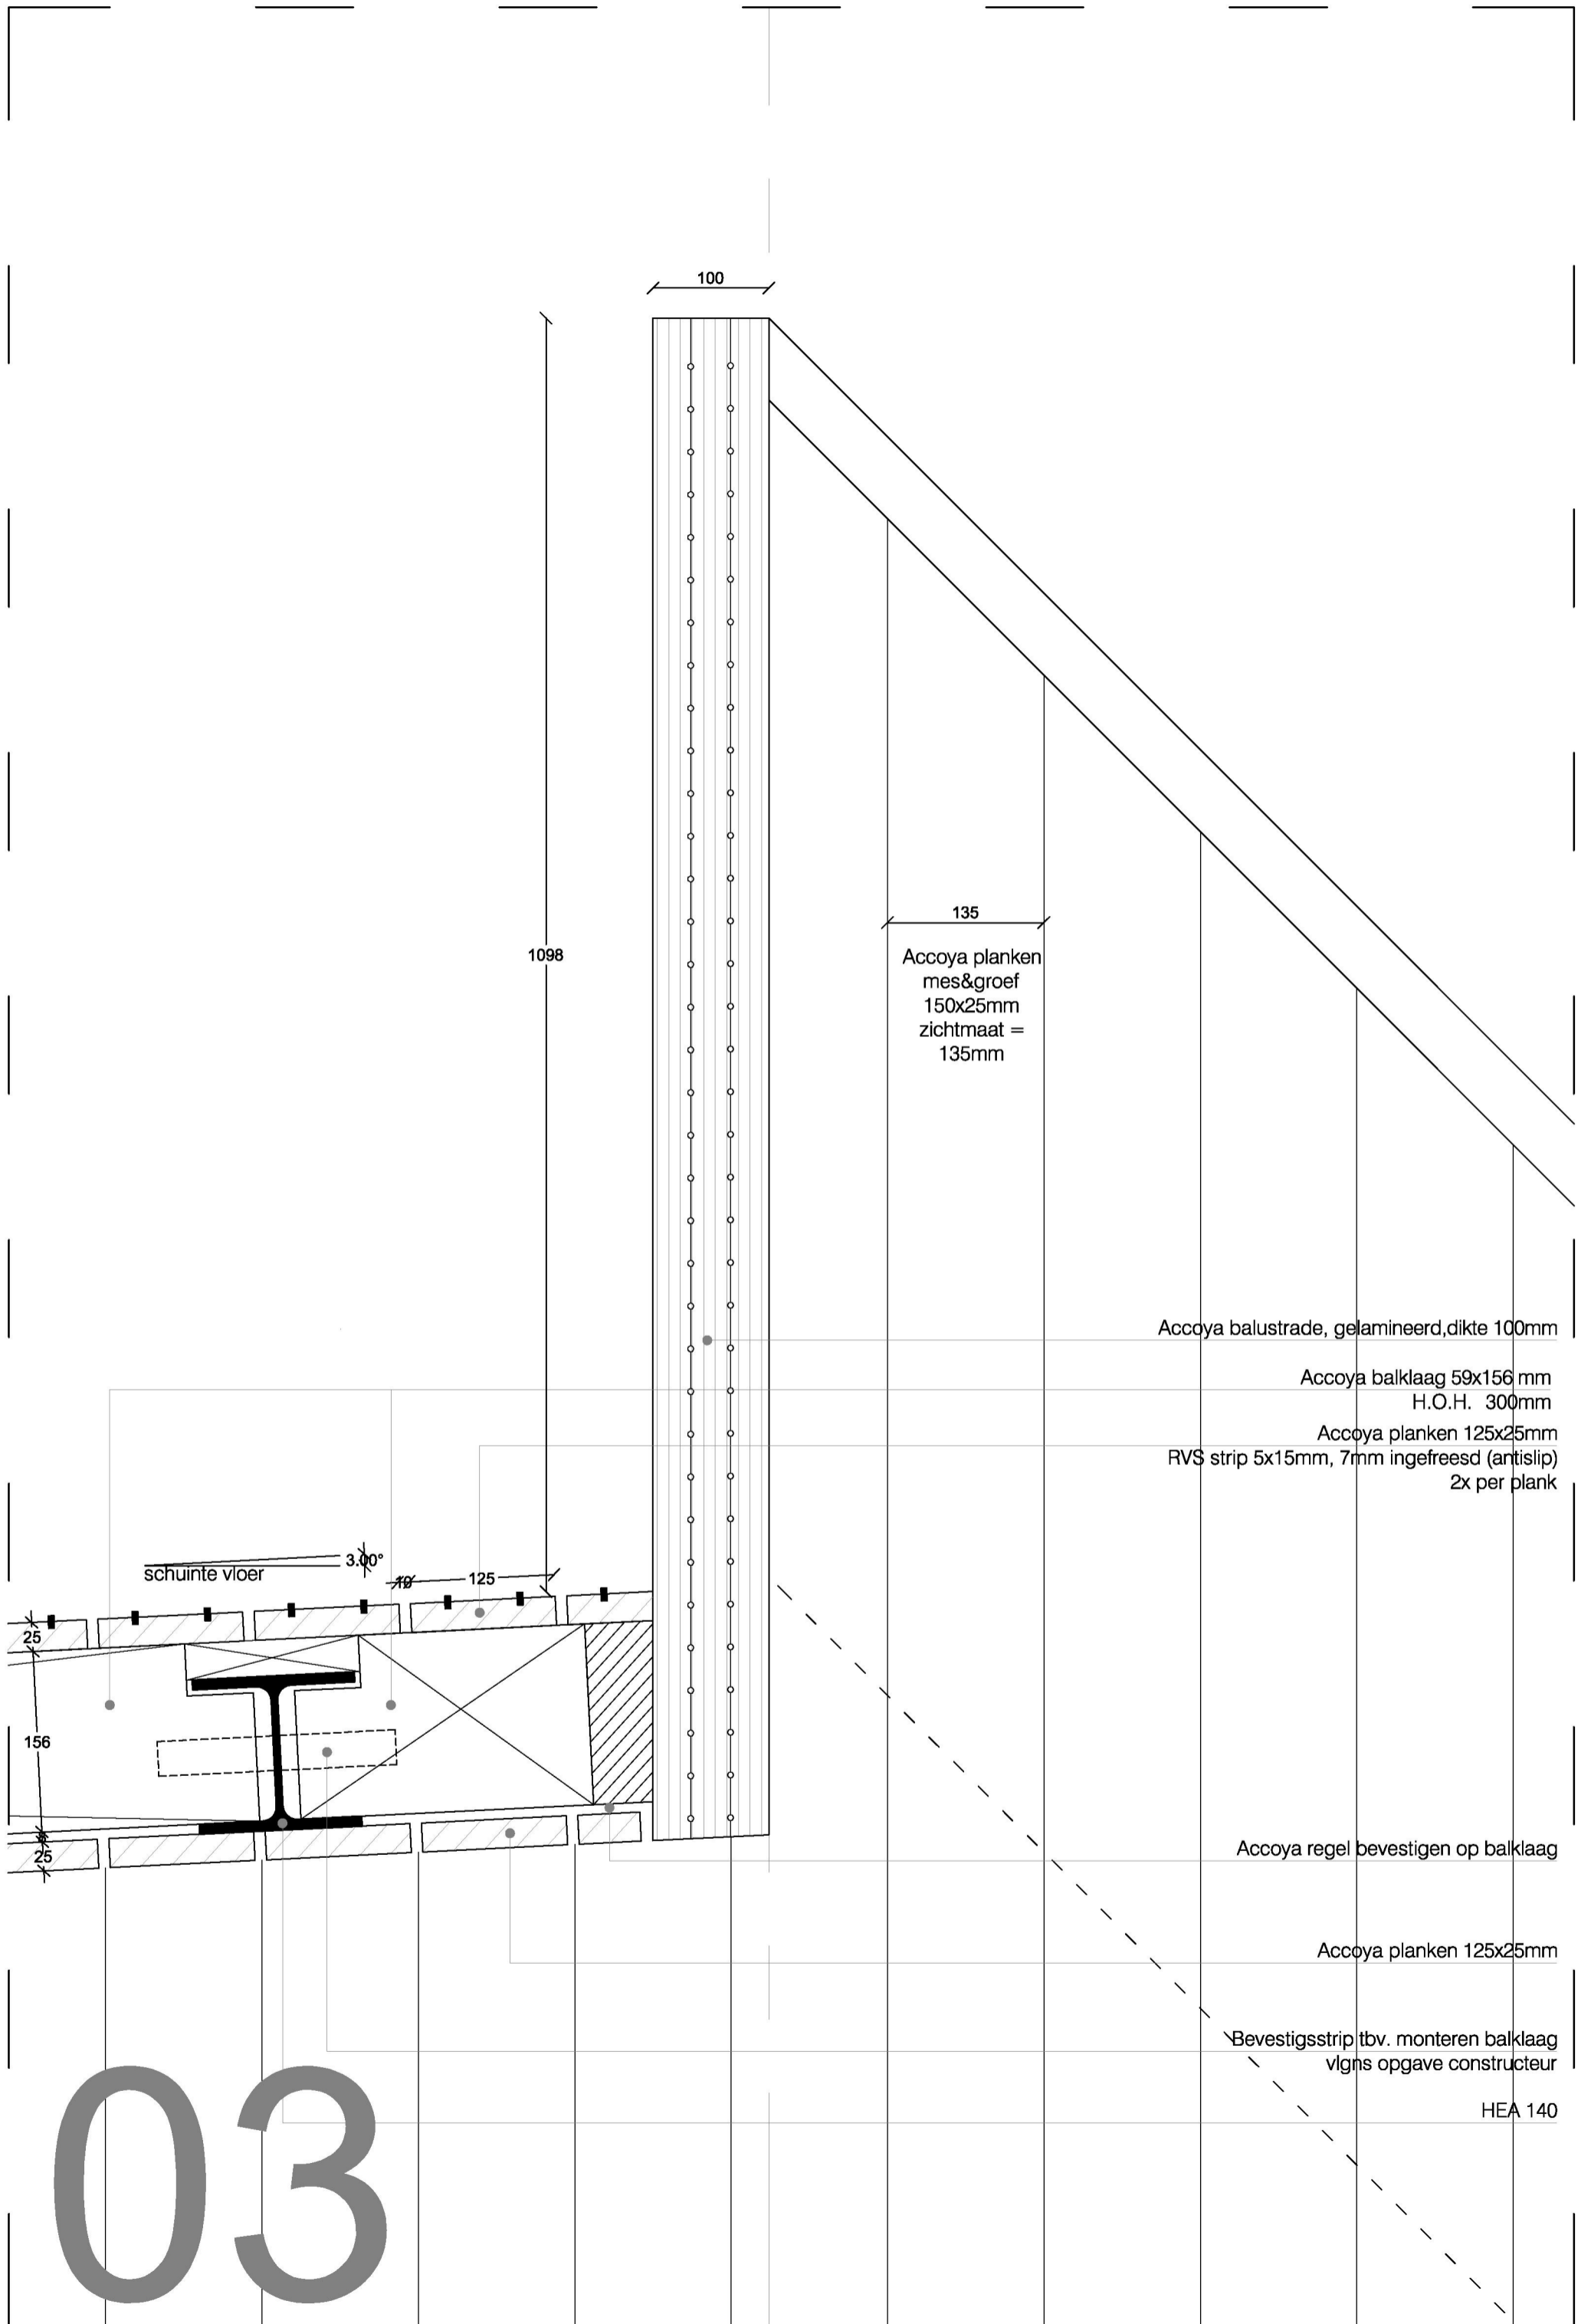 100
1098
135
Accoya planken
mes&groef
150x25mm
zichtmaat =
135mm
Accoya balustrade, gelamineerd,dikte 100mm
Accoya balklaag 59x156 mm
H.O.H. 300mm
Accoya planken 125x25mm
RVS strip 5x15mm, 7mm ingefreesd (antislip)
2x per plank
3.00°
schuinte vloer
10
125
25
156
25
Accoya regel bevestigen op balklaag
Accoya planken 125x25mm
Bevestigsstrip tbv. monteren balklaag
vlgns opgave constructeur
HEA 140
03